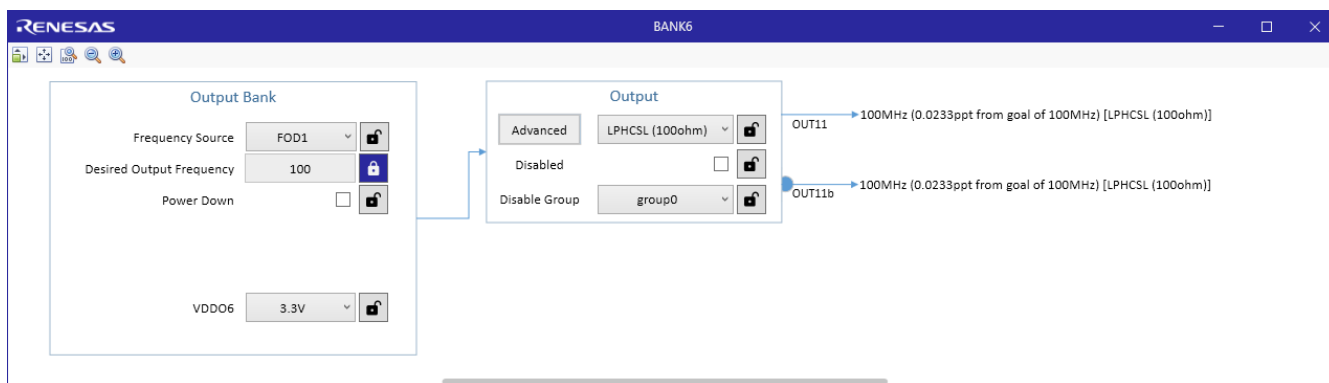 RENESAS
BANK6
Output Bank
Frequency Source FOD1
Desired Output Frequency 100
Power Down
VDDO6 3.3V
Output
Advanced LPHCSL (100ohm)
Disabled
Disable Group group0
OUT11 100MHz (0.0233ppt from goal of 100MHz) [LPHCSL (100ohm)]
OUT11b 100MHz (0.0233ppt from goal of 100MHz) [LPHCSL (100ohm)]